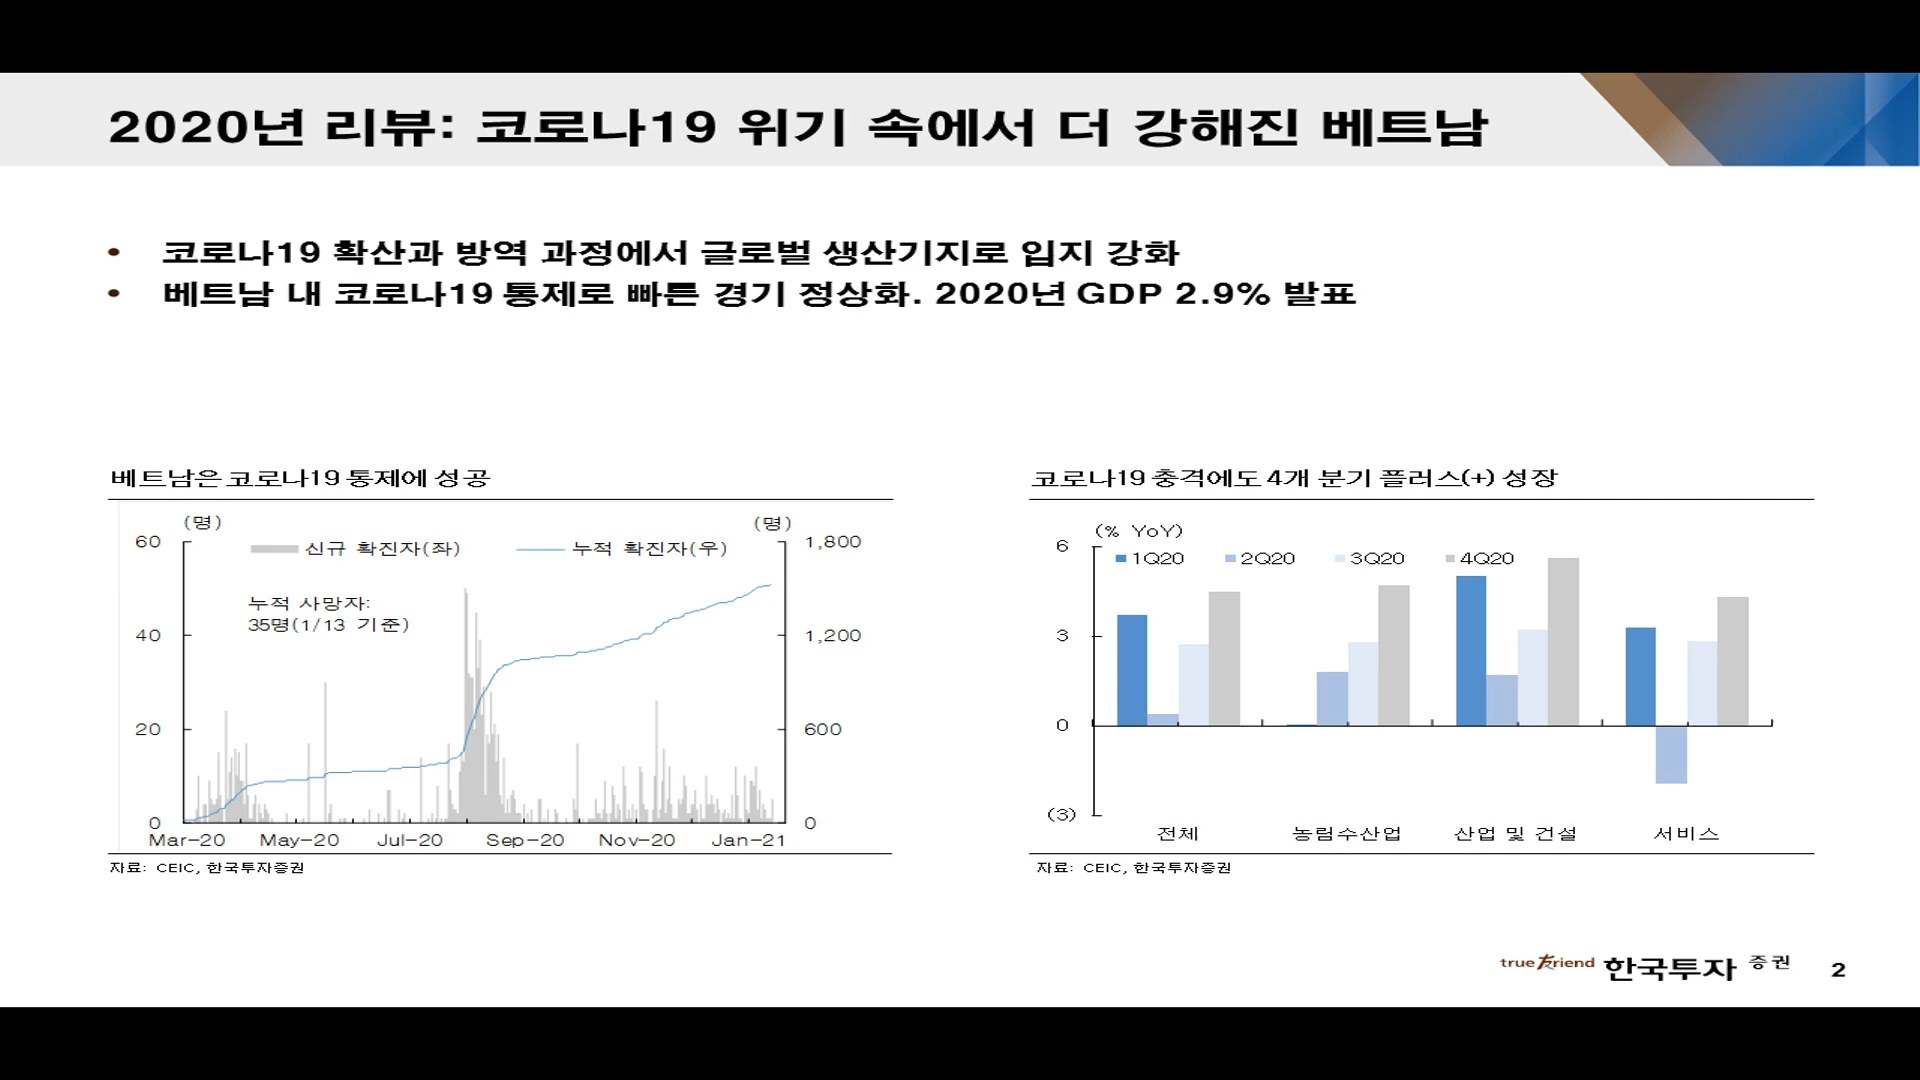 2020년 리뷰: 코로나19 위기 속에서 더 강해진 베트남
• 코로나19 확산과 방역 과정에서 글로벌 생산기지로 입지 강화
• 베트남 내 코로나19 통제로 빠른 경기 정상화. 2020년 GDP 2.9% 발표
베트남은 코로나19 통제에 성공
(명) (명)
60 1,800
신규 확진자(좌) 누적 확진자(우)
누적 사망자:
35명(1/13 기준)
40 1,200
20 600
0 0
Mar-20 May-20 Jul-20 Sep-20 Nov-20 Jan-21
자료: CEIC, 한국투자증권
코로나19 충격에도 4개 분기 플러스(+) 성장
(% YoY)
6
1Q20 2Q20 3Q20 4Q20
3
0
(3)
전체 농림수산업 산업 및 건설 서비스
자료: CEIC, 한국투자증권
true friend 한국투자 증권 2